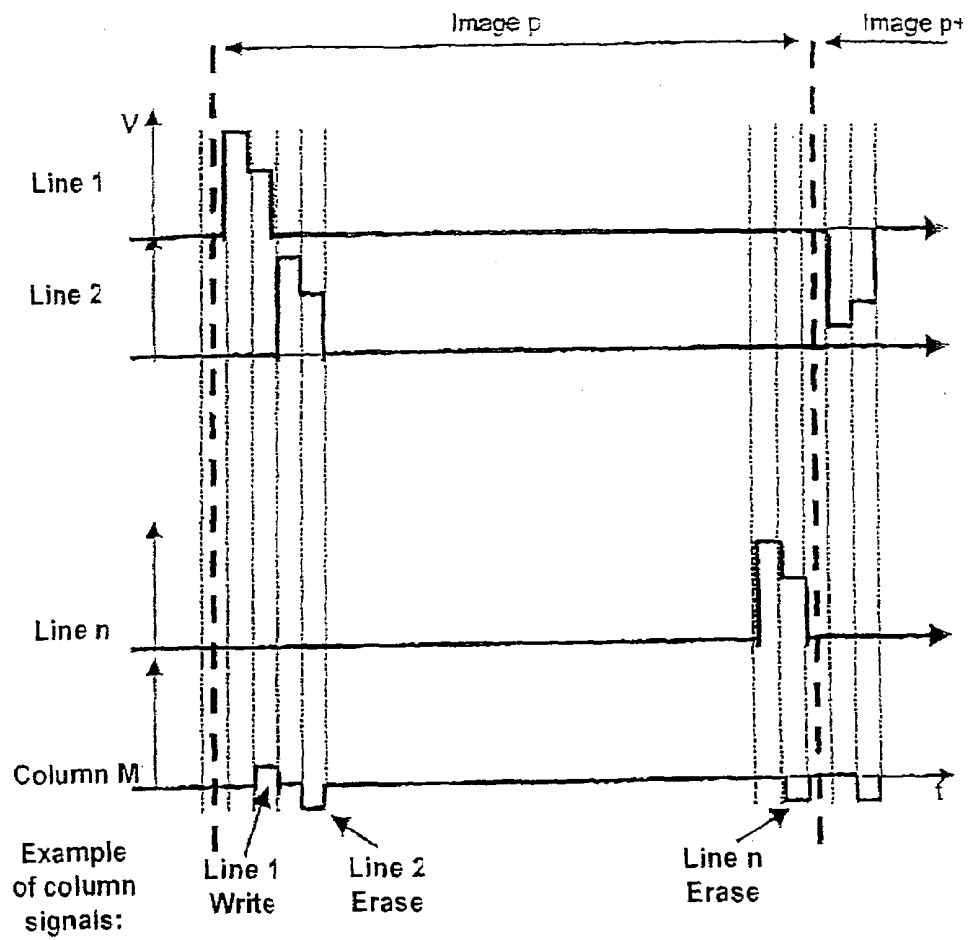 Image p
Image p+
V
Line 1
Line 2
Line n
Column M
t
Example
of column
signals:
Line 1
Write
Line 2
Erase
Line n
Erase